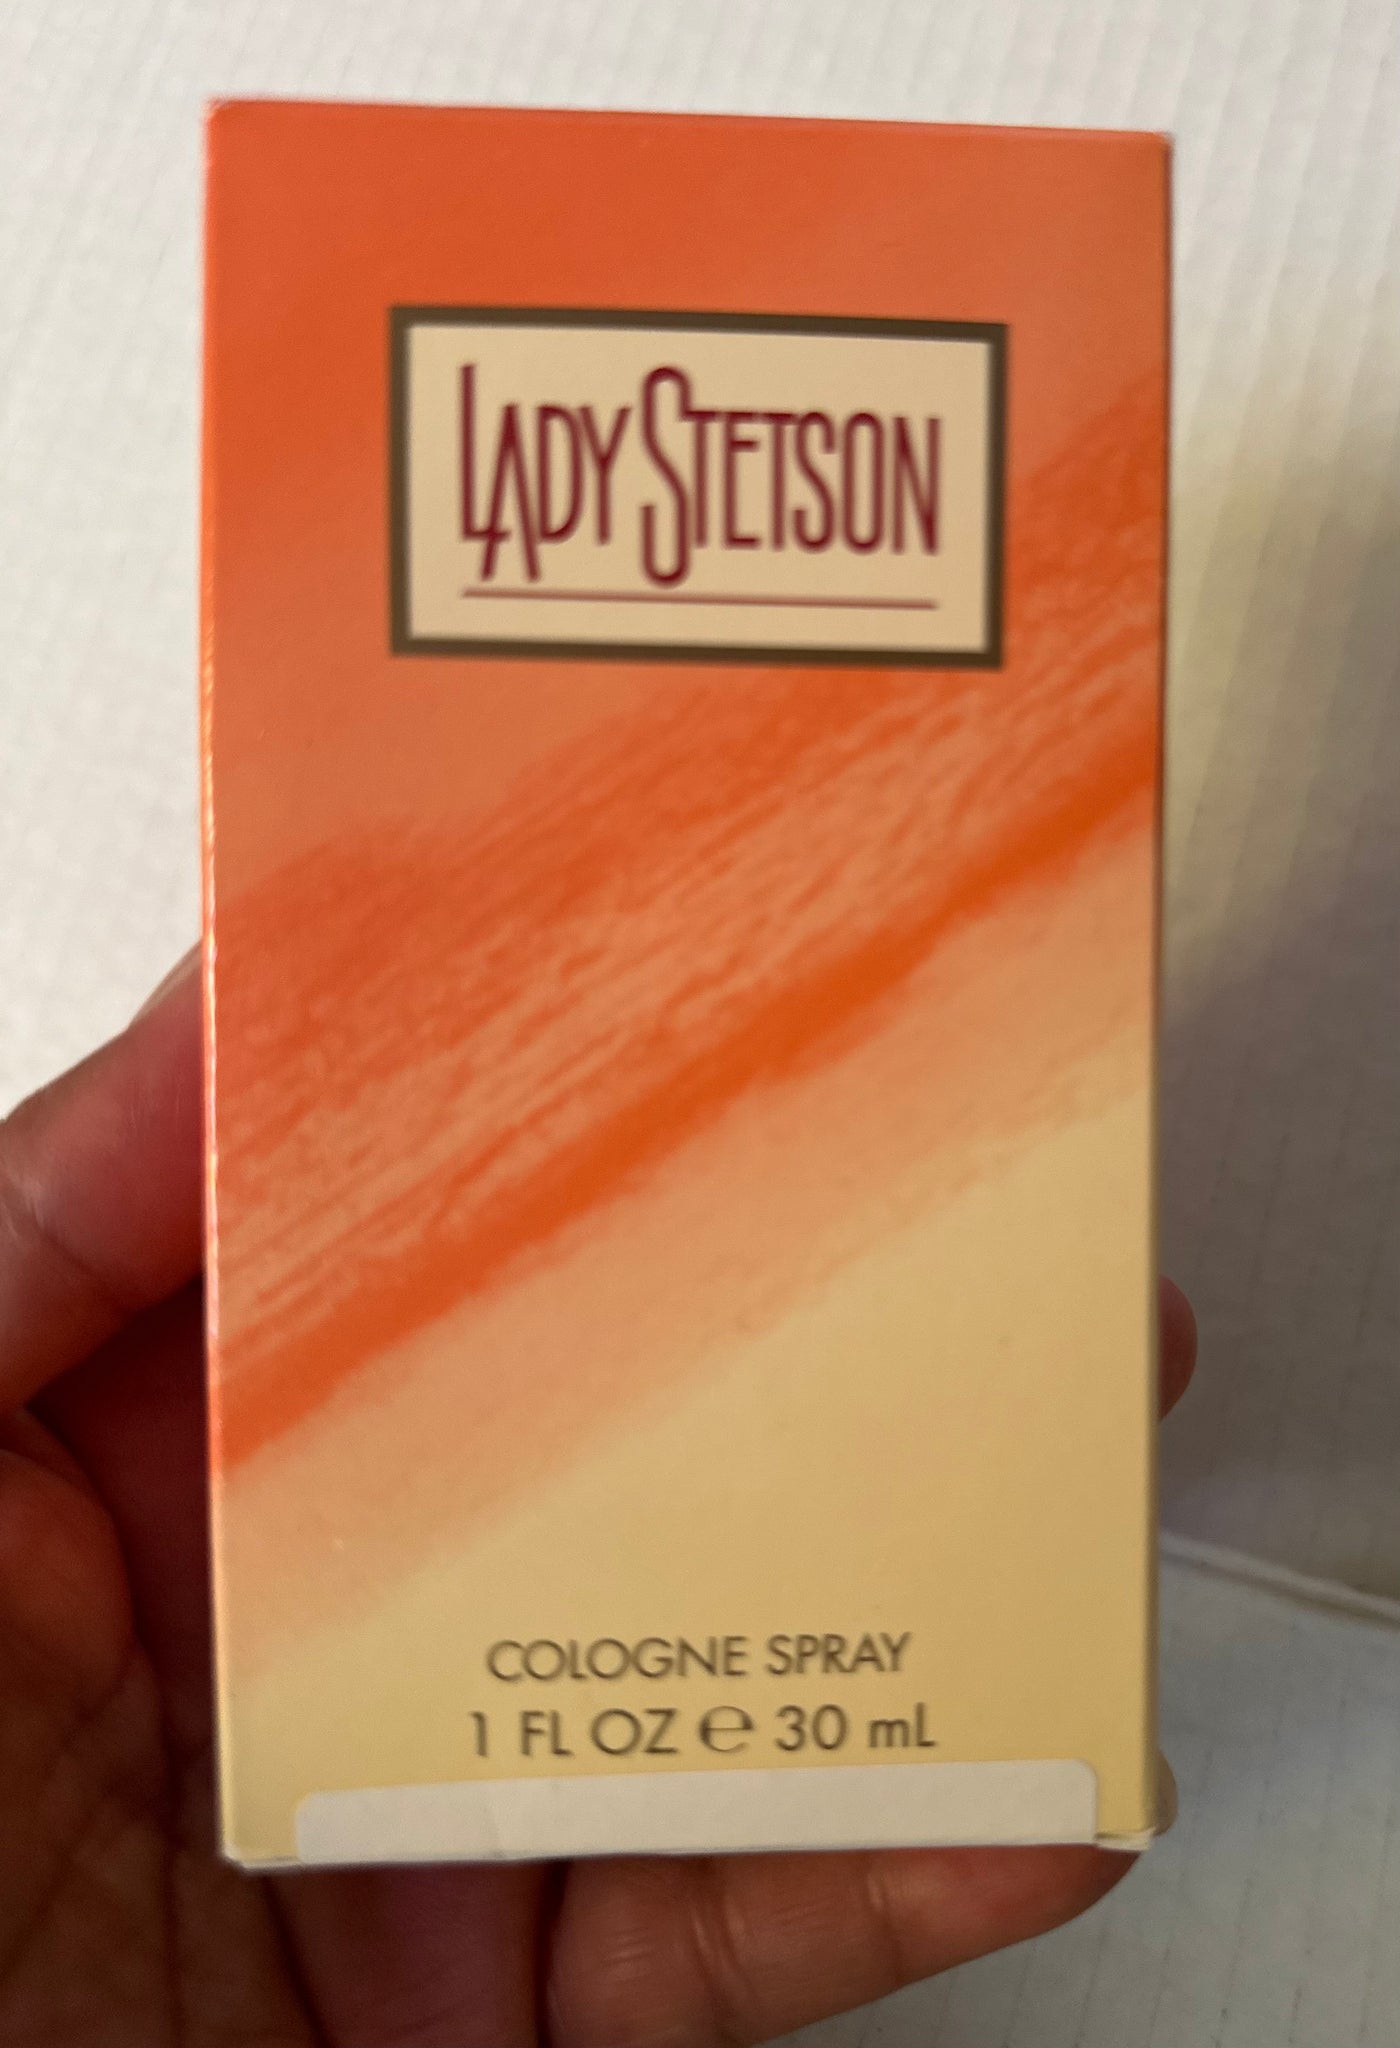 LADY STETSON
COLOGNE SPRAY
1 FL OZ ℮ 30 mL